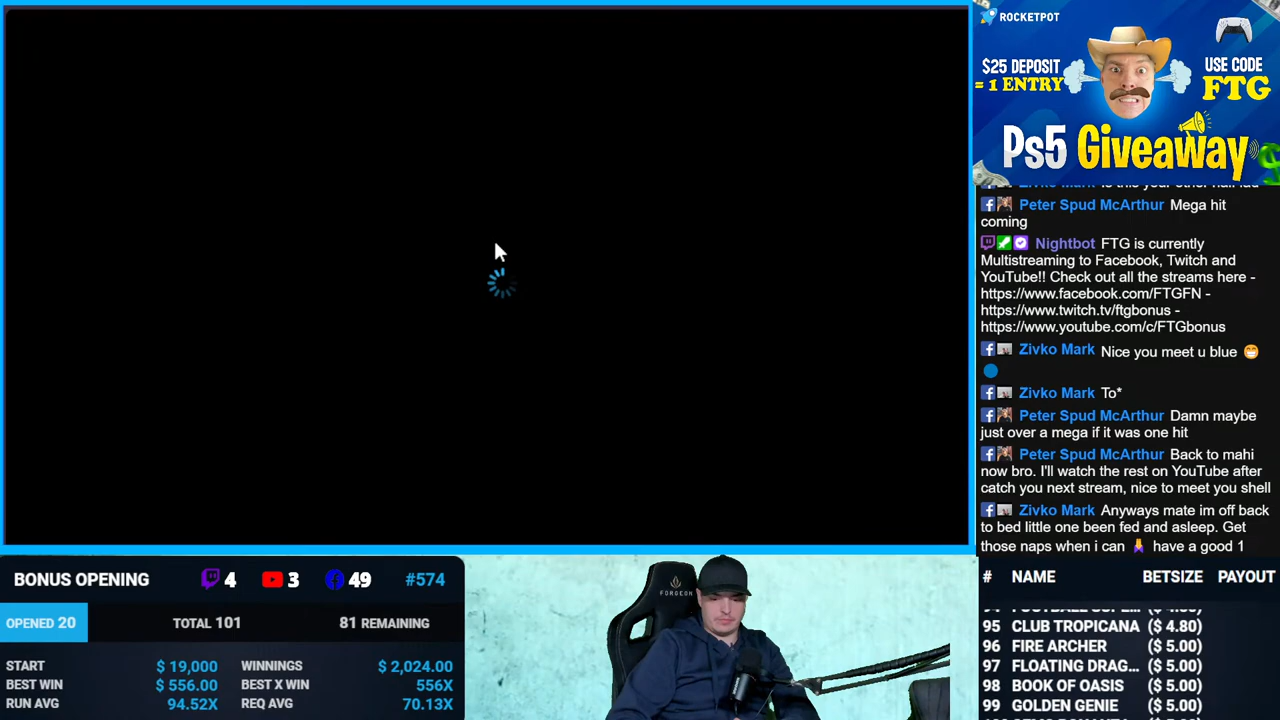 ROCKETPOT
$25 DEPOSIT
= 1 ENTRY
USE CODE
FTG
Ps5 Giveaway
Peter Spud McArthur Mega hit
coming
Nightbot FTG is currently
Multistreaming to Facebook, Twitch and
YouTube!! Check out all the streams here -
https://www.facebook.com/FTGFN -
https://www.twitch.tv/ftgbonus -
https://www.youtube.com/c/FTGbonus
Zivko Mark Nice you meet u blue 😁
Zivko Mark To*
Peter Spud McArthur Damn maybe
just over a mega if it was one hit
Peter Spud McArthur Back to mahi
now bro. I'll watch the rest on YouTube after
catch you next stream, nice to meet you shell
Zivko Mark Anyways mate im off back
to bed little one been fed and asleep. Get
those naps when i can have a good 1
BONUS OPENING 4 3 49 #574
OPENED 20 TOTAL 101 81 REMAINING
START $ 19,000 WINNINGS $ 2,024.00
BEST WIN $ 556.00 BEST X WIN 556X
RUN AVG 94.52X REQ AVG 70.13X
FORGEON
# NAME BETSIZE PAYOUT
95 CLUB TROPICANA ($ 4.80)
96 FIRE ARCHER ($ 5.00)
97 FLOATING DRAG... ($ 5.00)
98 BOOK OF OASIS ($ 5.00)
99 GOLDEN GENIE ($ 5.00)